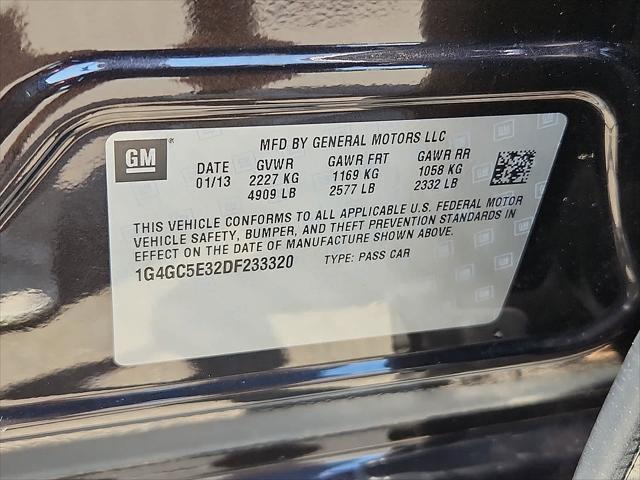 GM
MFD BY GENERAL MOTORS LLC
DATE GVWR GAWR FRT GAWR RR
01/13 2227 KG 1169 KG 1058 KG
4909 LB 2577 LB 2332 LB
THIS VEHICLE CONFORMS TO ALL APPLICABLE U.S. FEDERAL MOTOR
VEHICLE SAFETY, BUMPER, AND THEFT PREVENTION STANDARDS IN
EFFECT ON THE DATE OF MANUFACTURE SHOWN ABOVE.
1G4GC5E32DF233320 TYPE: PASS CAR